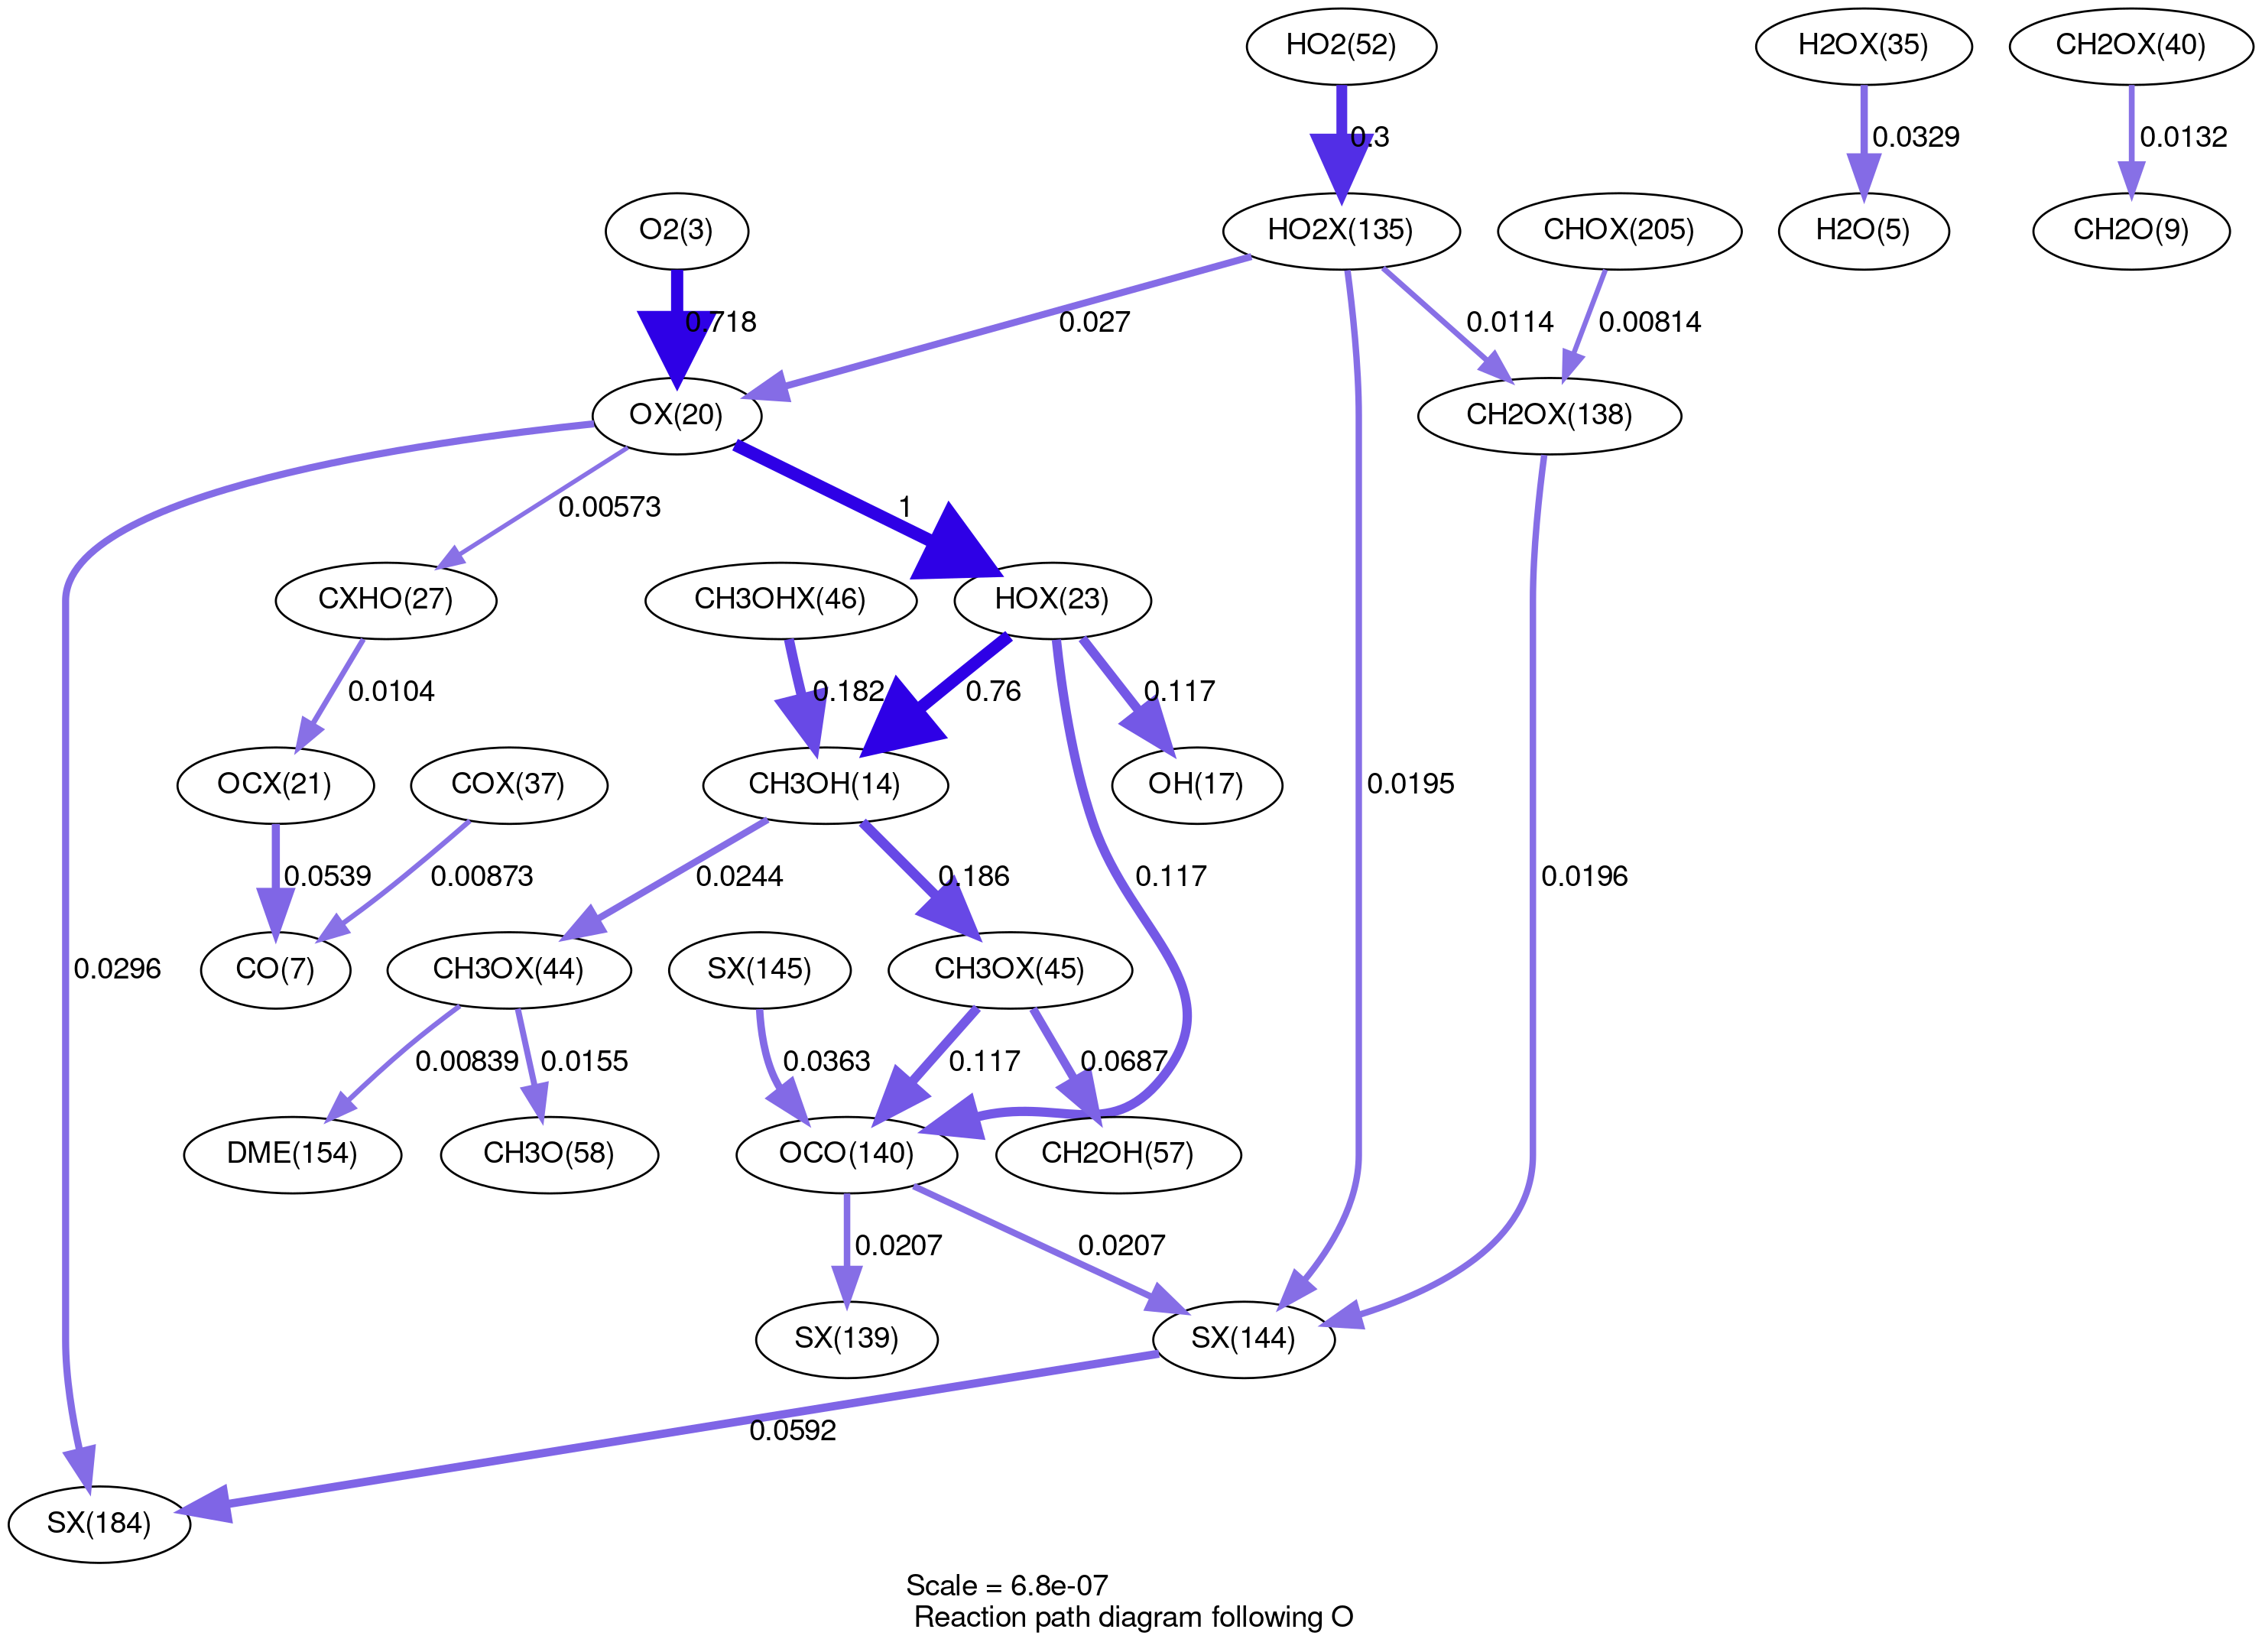 HO2(52)
H2OX(35)
CH2OX(40)
0.3
0.0329
0.0132
O2(3)
HO2X(135)
CHOX(205)
H2O(5)
CH2O(9)
0.718
0.027
0.0114
0.00814
OX(20)
CH2OX(138)
0.00573
1
CXHO(27)
CH3OHX(46)
HOX(23)
0.0104
0.182
0.76
0.117
OCX(21)
COX(37)
CH3OH(14)
OH(17)
0.0195
0.0539
0.00873
0.0244
0.186
0.117
0.0196
0.0296
CO(7)
CH3OX(44)
SX(145)
CH3OX(45)
0.00839
0.0155
0.0363
0.117
0.0687
DME(154)
CH3O(58)
OCO(140)
CH2OH(57)
0.0207
0.0207
SX(139)
SX(144)
0.0592
SX(184)
Scale = 6.8e-07
Reaction path diagram following O